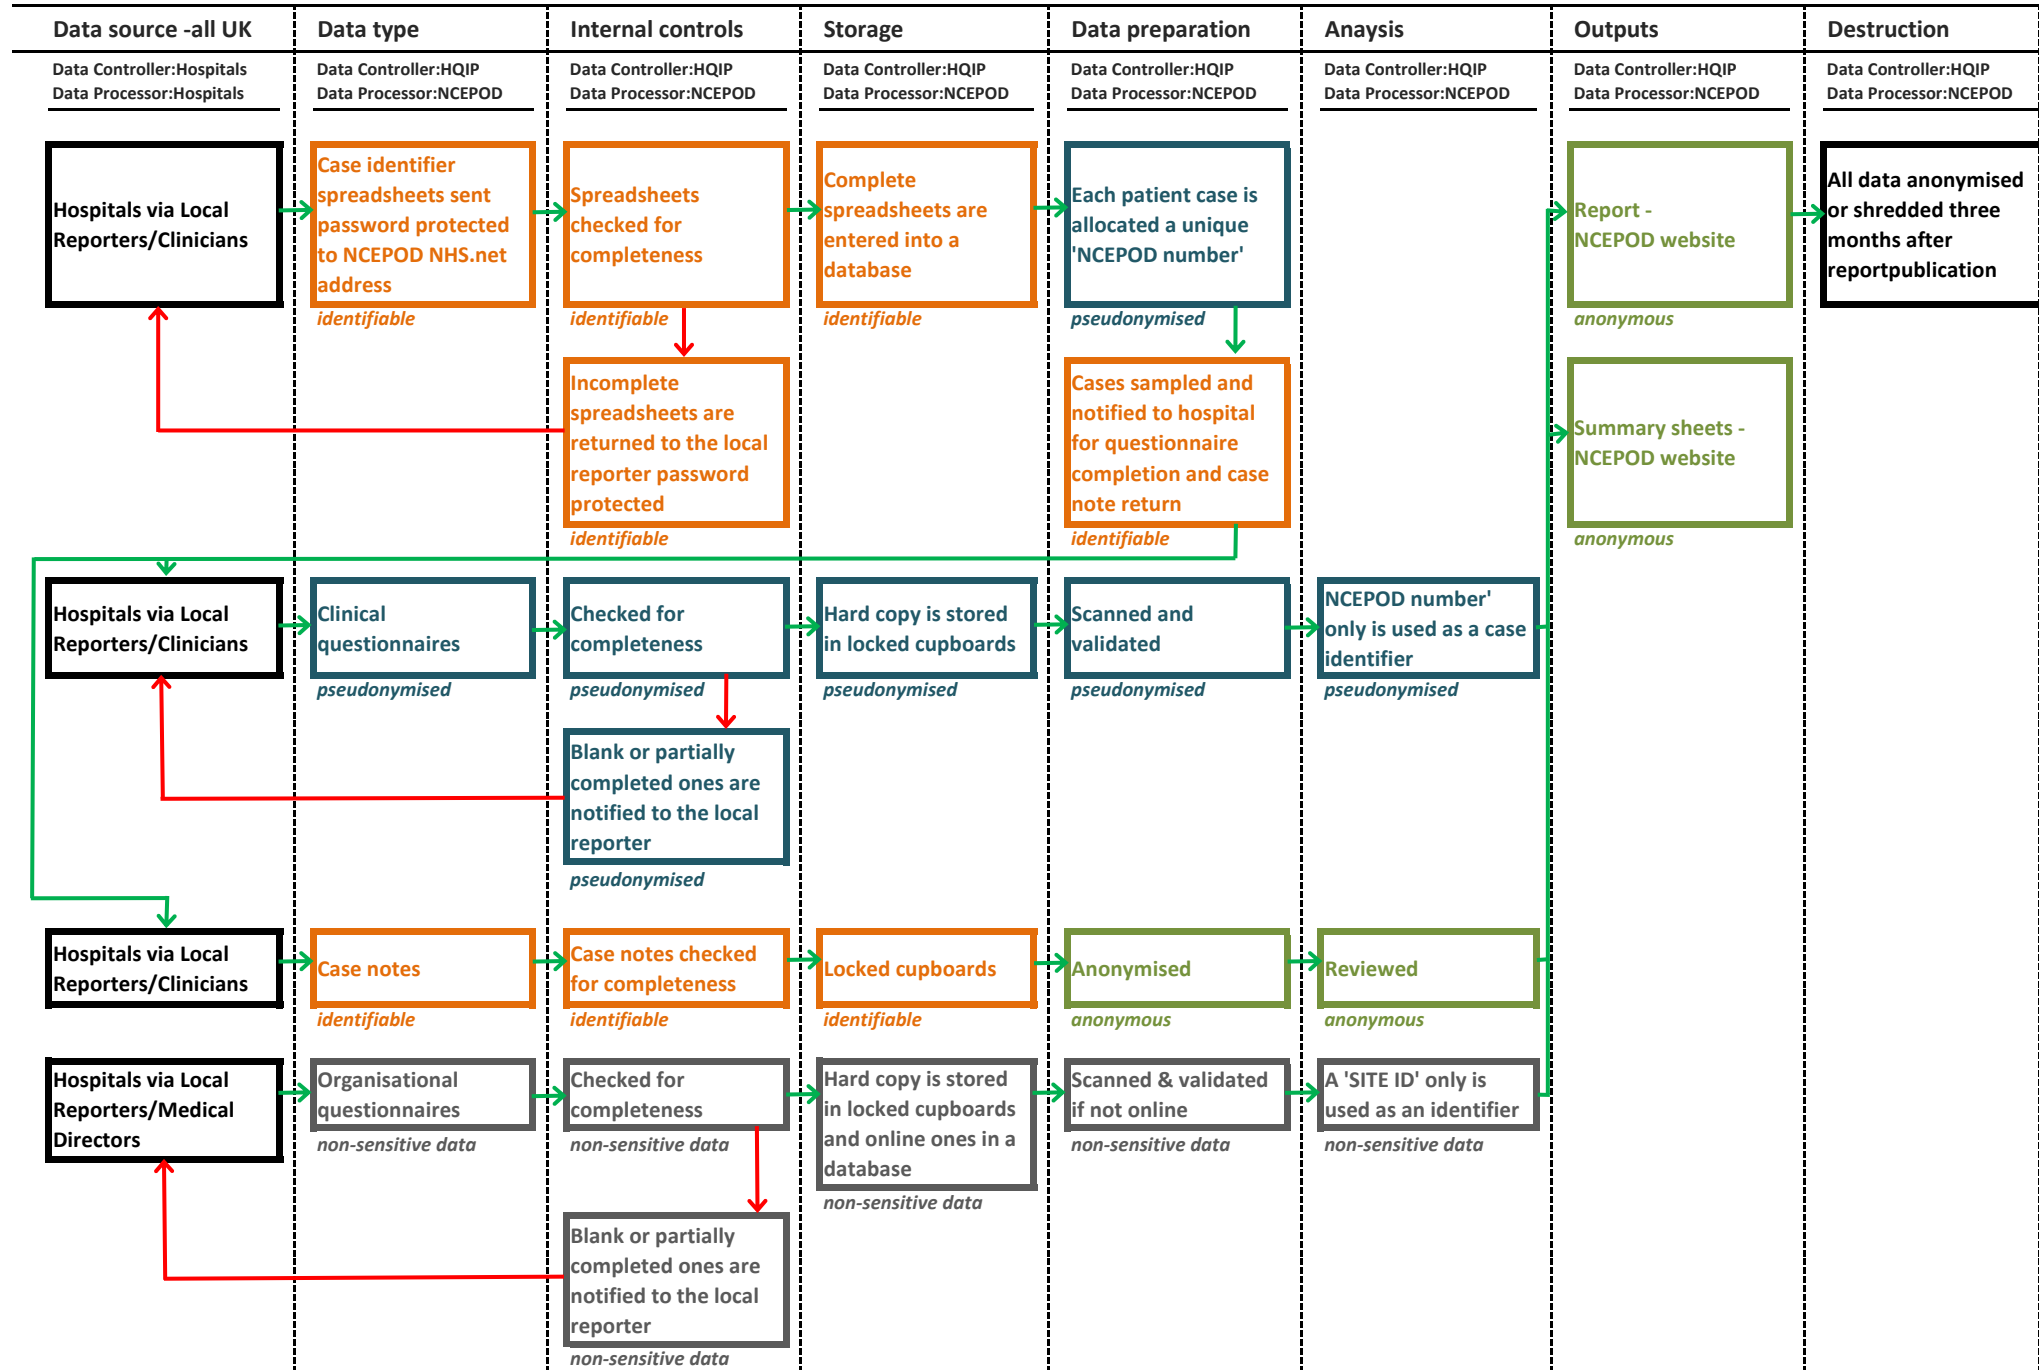 Data source -all UK
Data type
Internal controls
Storage
Data preparation
Anaysis
Outputs
Destruction
Data Controller:Hospitals
Data Processor:Hospitals
Data Controller:HQIP
Data Processor:NCEPOD
Data Controller:HQIP
Data Processor:NCEPOD
Data Controller:HQIP
Data Processor:NCEPOD
Data Controller:HQIP
Data Processor:NCEPOD
Data Controller:HQIP
Data Processor:NCEPOD
Data Controller:HQIP
Data Processor:NCEPOD
Data Controller:HQIP
Data Processor:NCEPOD
Hospitals via Local
Reporters/Clinicians
Case identifier
spreadsheets sent
password protected
to NCEPOD NHS.net
address
identifiable
Spreadsheets
checked for
completeness
identifiable
Complete
spreadsheets are
entered into a
database
identifiable
Each patient case is
allocated a unique
'NCEPOD number'
pseudonymised
Report -
NCEPOD website
anonymous
All data anonymised
or shredded three
months after
reportpublication
Incomplete
spreadsheets are
returned to the local
reporter password
protected
identifiable
Cases sampled and
notified to hospital
for questionnaire
completion and case
note return
identifiable
Summary sheets -
NCEPOD website
anonymous
Hospitals via Local
Reporters/Clinicians
Clinical
questionnaires
pseudonymised
Checked for
completeness
pseudonymised
Hard copy is stored
in locked cupboards
pseudonymised
Scanned and
validated
pseudonymised
NCEPOD number'
only is used as a case
identifier
pseudonymised
Blank or partially
completed ones are
notified to the local
reporter
pseudonymised
Hospitals via Local
Reporters/Clinicians
Case notes
identifiable
Case notes checked
for completeness
identifiable
Locked cupboards
identifiable
Anonymised
anonymous
Reviewed
anonymous
Hospitals via Local
Reporters/Medical
Directors
Organisational
questionnaires
non-sensitive data
Checked for
completeness
non-sensitive data
Hard copy is stored
in locked cupboards
and online ones in a
database
non-sensitive data
Scanned & validated
if not online
non-sensitive data
A 'SITE ID' only is
used as an identifier
non-sensitive data
Blank or partially
completed ones are
notified to the local
reporter
non-sensitive data